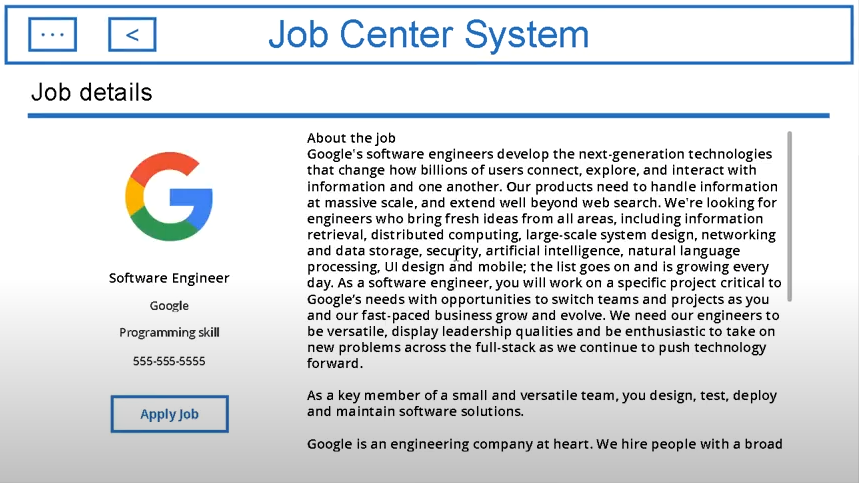 ... < Job Center System
Job details
Software Engineer
Google
Programming skill
555-555-5555
Apply Job
About the job
Google's software engineers develop the next-generation technologies
that change how billions of users connect, explore, and interact with
information and one another. Our products need to handle information
at massive scale, and extend well beyond web search. We're looking for
engineers who bring fresh ideas from all areas, including information
retrieval, distributed computing, large-scale system design, networking
and data storage, security, artificial intelligence, natural language
processing, UI design and mobile; the list goes on and is growing every
day. As a software engineer, you will work on a specific project critical to
Google's needs with opportunities to switch teams and projects as you
and our fast-paced business grow and evolve. We need our engineers to
be versatile, display leadership qualities and be enthusiastic to take on
new problems across the full-stack as we continue to push technology
forward.
As a key member of a small and versatile team, you design, test, deploy
and maintain software solutions.
Google is an engineering company at heart. We hire people with a broad